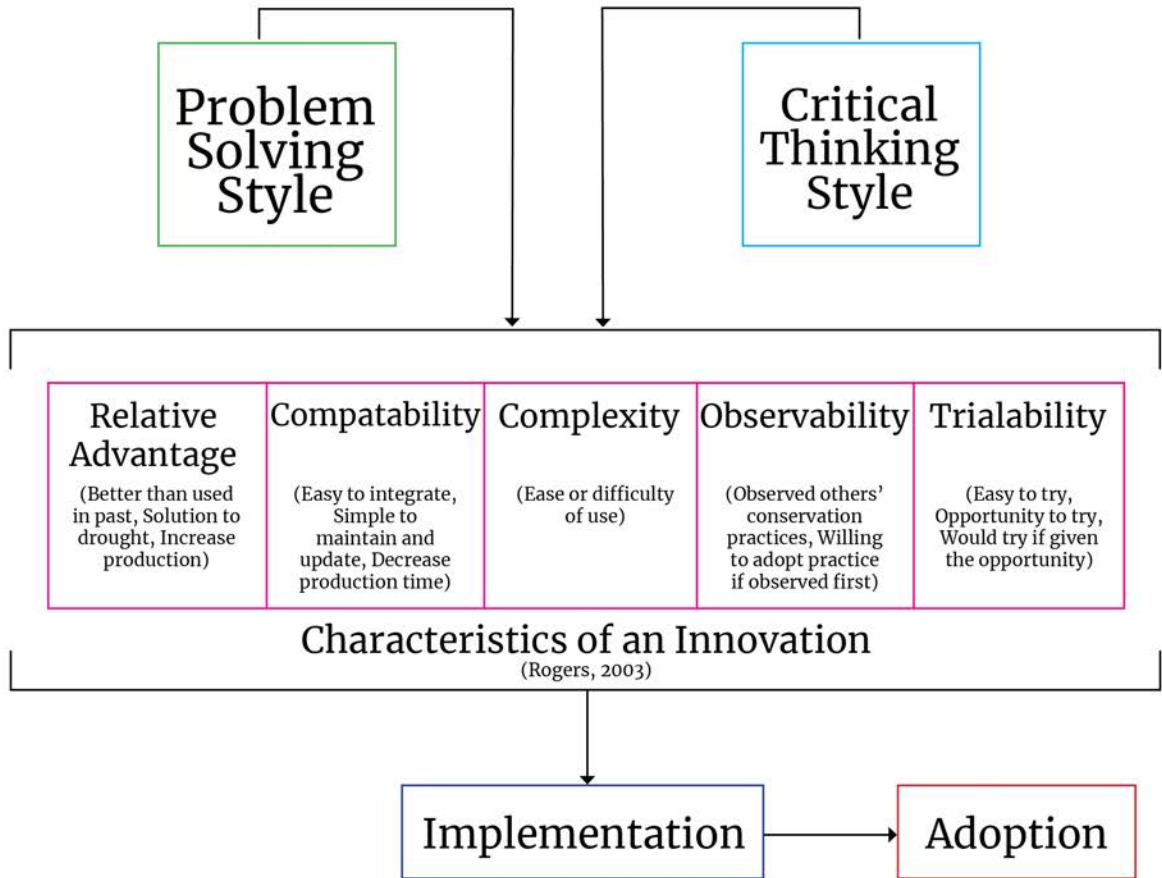 Problem
Solving
Style
Critical
Thinking
Style
Relative
Advantage
(Better than used
in past, Solution to
drought, Increase
production)
Compatability
(Easy to integrate,
Simple to
maintain and
update, Decrease
production time)
Complexity
(Ease or difficulty
of use)
Observability
(Observed others’
conservation
practices, Willing
to adopt practice
if observed first)
Trialability
(Easy to try,
Opportunity to try,
Would try if given
the opportunity)
Characteristics of an Innovation
(Rogers, 2003)
Implementation
Adoption